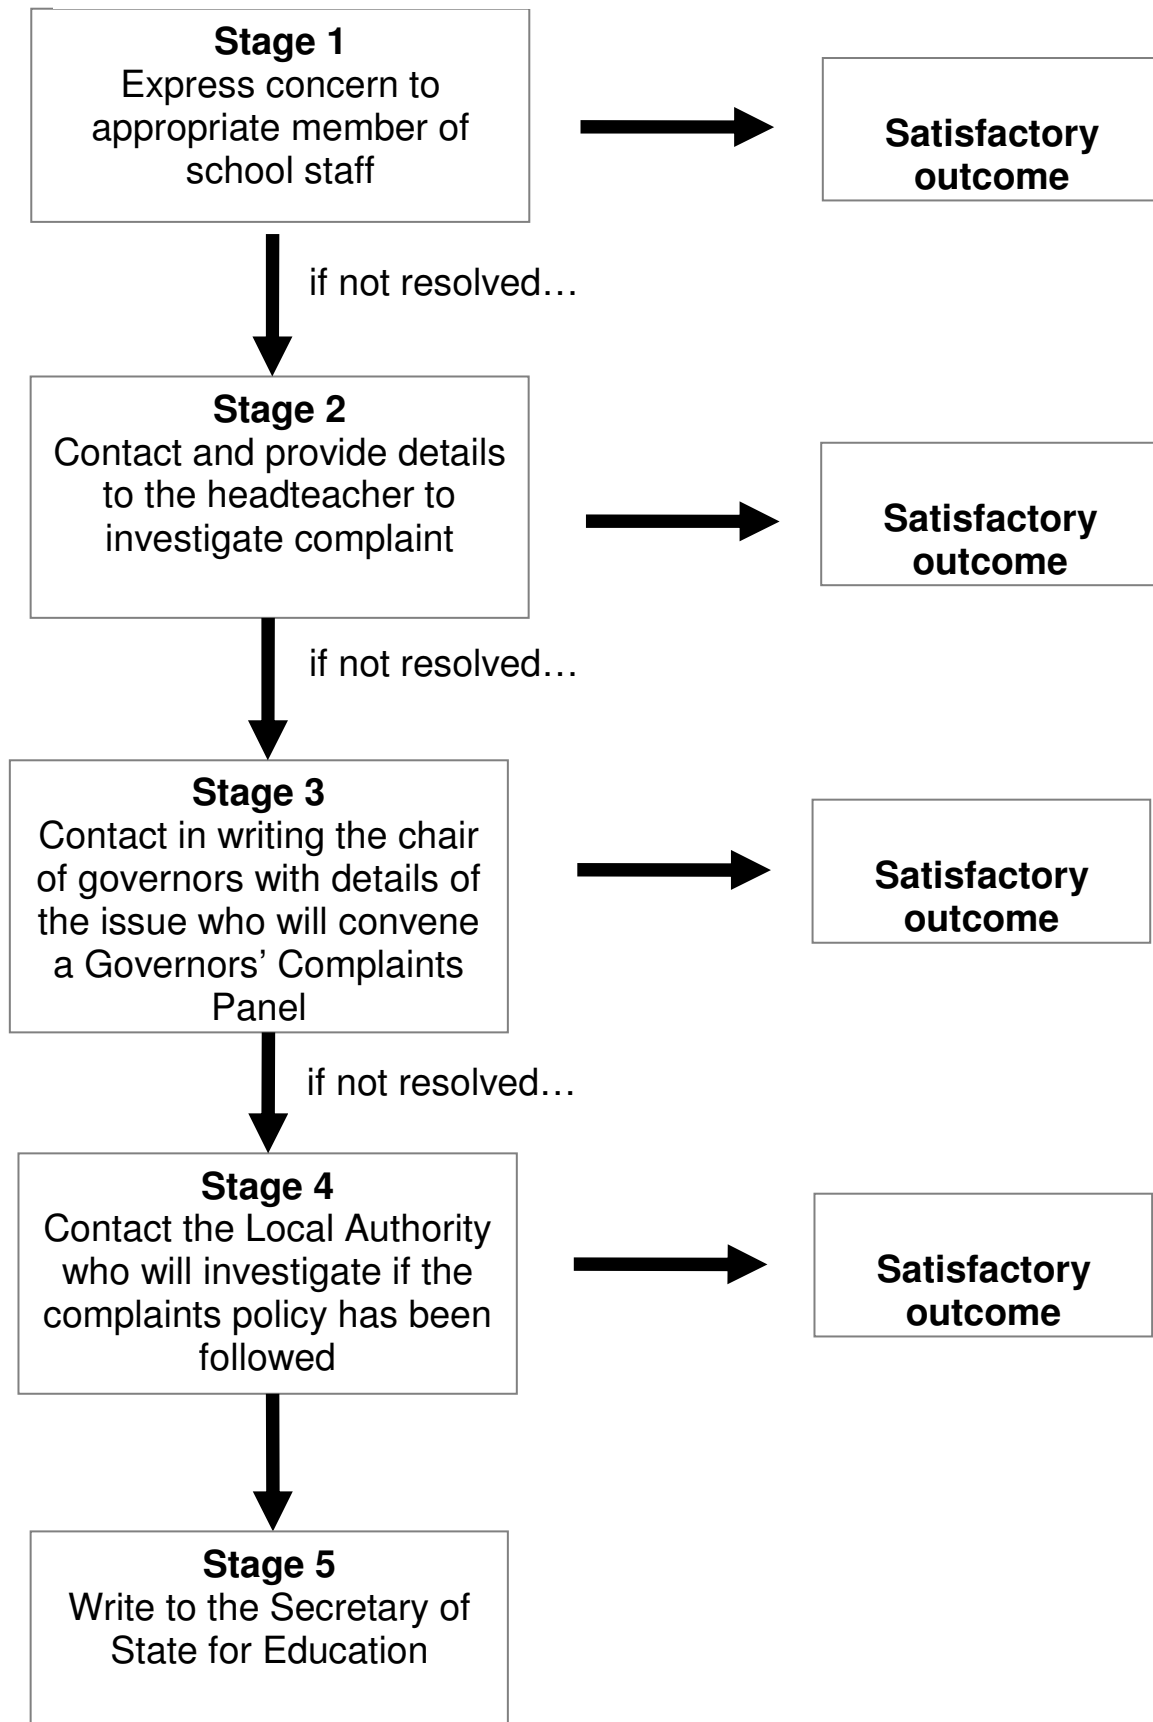 Stage 1
Express concern to
appropriate member of
school staff
Satisfactory
outcome
if not resolved…
Stage 2
Contact and provide details
to the headteacher to
investigate complaint
Satisfactory
outcome
if not resolved…
Stage 3
Contact in writing the chair
of governors with details of
the issue who will convene
a Governors’ Complaints
Panel
Satisfactory
outcome
if not resolved…
Stage 4
Contact the Local Authority
who will investigate if the
complaints policy has been
followed
Satisfactory
outcome
Stage 5
Write to the Secretary of
State for Education